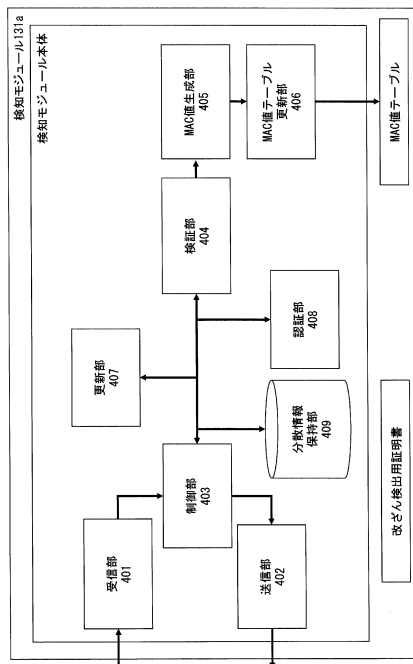 検知モジュール131a
検知モジュール本体
受信部
401
送信部
402
制御部
403
更新部
407
検証部
404
MAC値生成部
405
MAC値テーブル
更新部
406
認証部
408
分散情報
保持部
409
改ざん検出用証明書
MAC値テーブル